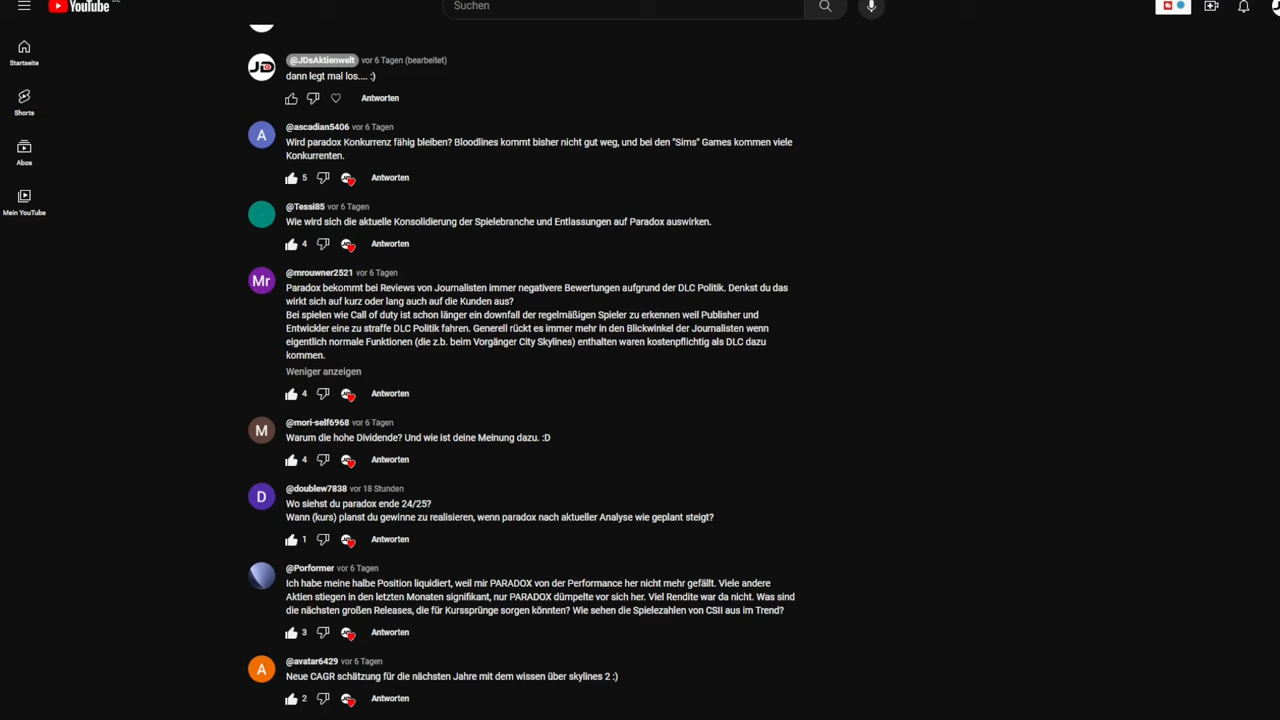 YouTube DE
Suchen
Startseite
Shorts
Abos
Mein YouTube
JD
@JDsAktienwelt vor 6 Tagen (bearbeitet)
dann legt mal los.... :)
Antworten
A
@ascadian5406 vor 6 Tagen
Wird paradox Konkurrenz fähig bleiben? Bloodlines kommt bisher nicht gut weg, und bei den "Sims" Games kommen viele
Konkurrenten.
5 Antworten
@Tessi85 vor 6 Tagen
Wie wird sich die aktuelle Konsolidierung der Spielebranche und Entlassungen auf Paradox auswirken.
4 Antworten
Mr
@mrouwner2521 vor 6 Tagen
Paradox bekommt bei Reviews von Journalisten immer negativere Bewertungen aufgrund der DLC Politik. Denkst du das
wirkt sich auf kurz oder lang auch auf die Kunden aus?
Bei spielen wie Call of duty ist schon länger ein downfall der regelmäßigen Spieler zu erkennen weil Publisher und
Entwickler eine zu straffe DLC Politik fahren. Generell rückt es immer mehr in den Blickwinkel der Journalisten wenn
eigentlich normale Funktionen (die z.b. beim Vorgänger City Skylines) enthalten waren kostenpflichtig als DLC dazu
kommen.
Weniger anzeigen
4 Antworten
M
@mori-self6968 vor 6 Tagen
Warum die hohe Dividende? Und wie ist deine Meinung dazu. :D
4 Antworten
D
@doublew7838 vor 18 Stunden
Wo siehst du paradox ende 24/25?
Wann (kurs) planst du gewinne zu realisieren, wenn paradox nach aktueller Analyse wie geplant steigt?
1 Antworten
@Porformer vor 6 Tagen
Ich habe meine halbe Position liquidiert, weil mir PARADOX von der Performance her nicht mehr gefällt. Viele andere
Aktien stiegen in den letzten Monaten signifikant, nur PARADOX dümpelte vor sich her. Viel Rendite war da nicht. Was sind
die nächsten großen Releases, die für Kurssprünge sorgen könnten? Wie sehen die Spielezahlen von CSII aus im Trend?
3 Antworten
A
@avatar6429 vor 6 Tagen
Neue CAGR schätzung für die nächsten Jahre mit dem wissen über skylines 2 :)
2 Antworten